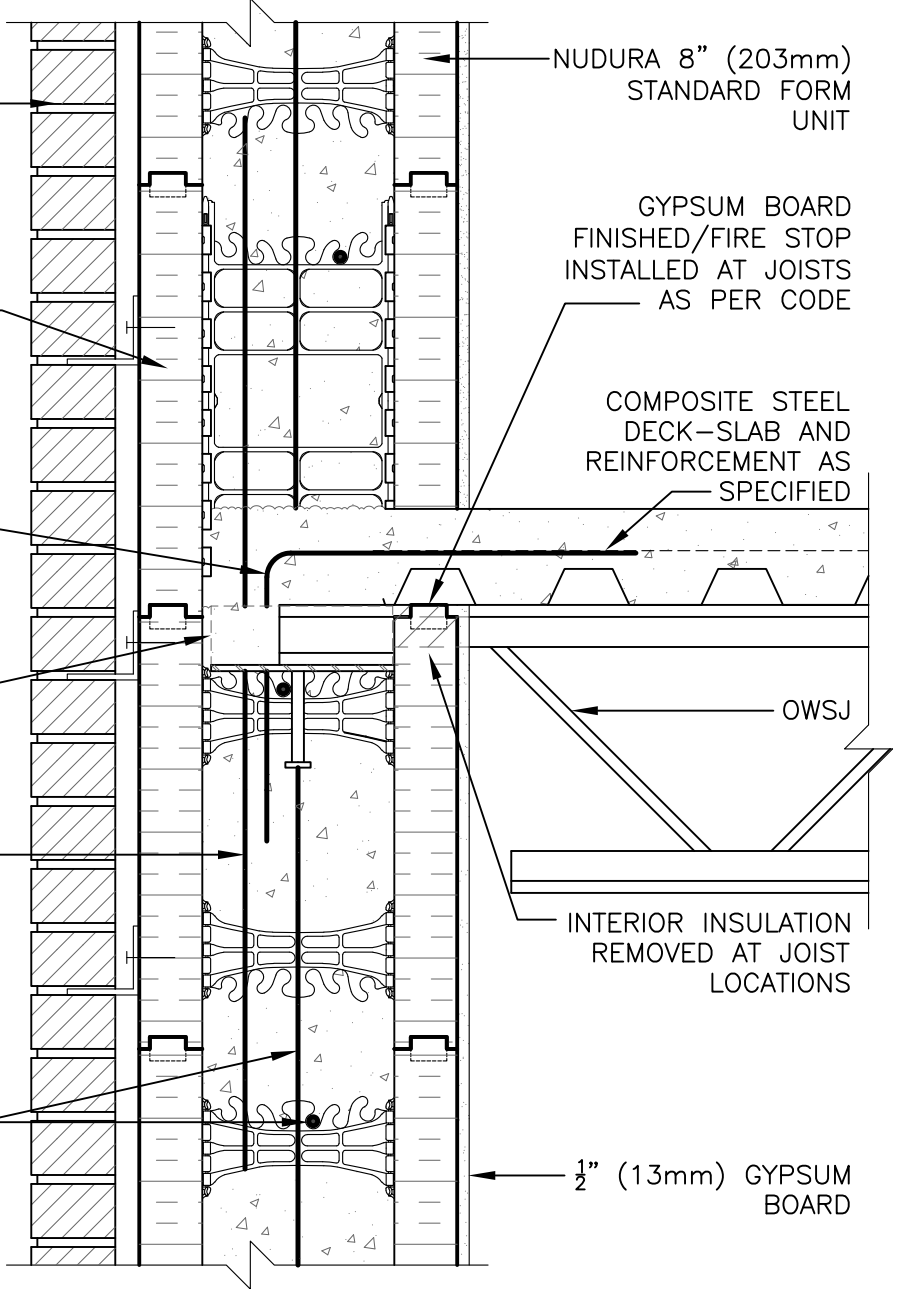 NUDURA 8" (203mm)
STANDARD FORM
UNIT
GYPSUM BOARD
FINISHED/FIRE STOP
INSTALLED AT JOISTS
AS PER CODE
COMPOSITE STEEL
DECK-SLAB AND
REINFORCEMENT AS
SPECIFIED
OWSJ
INTERIOR INSULATION
REMOVED AT JOIST
LOCATIONS
½" (13mm) GYPSUM
BOARD